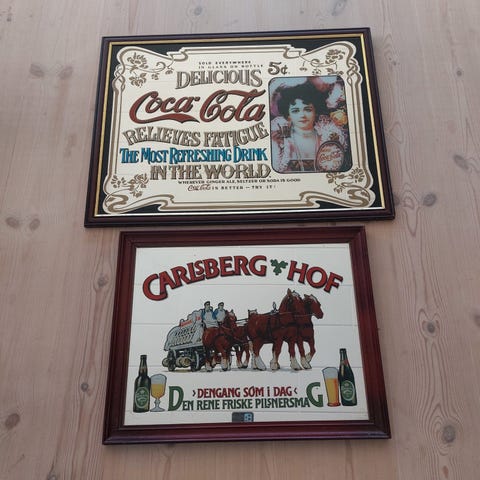 SOLD EVERYWHERE
IN GLASS OR BOTTLE
5¢
DELICIOUS
Coca-Cola
RELIEVES FATIGUE
THE MOST REFRESHING DRINK
IN THE WORLD
WHEREVER GINGER ALE, SELTZER OR SODA IS GOOD
Coca-Cola IS BETTER - TRY IT!
CARLSBERG HOF
DENGANG SOM I DAG
DEN RENE FRISKE PILSNERSMAG